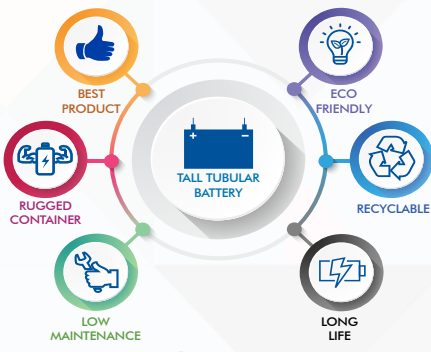 BEST
PRODUCT
ECO
FRIENDLY
TALL TUBULAR
BATTERY
RUGGED
CONTAINER
RECYCLABLE
LOW
MAINTENANCE
LONG
LIFE